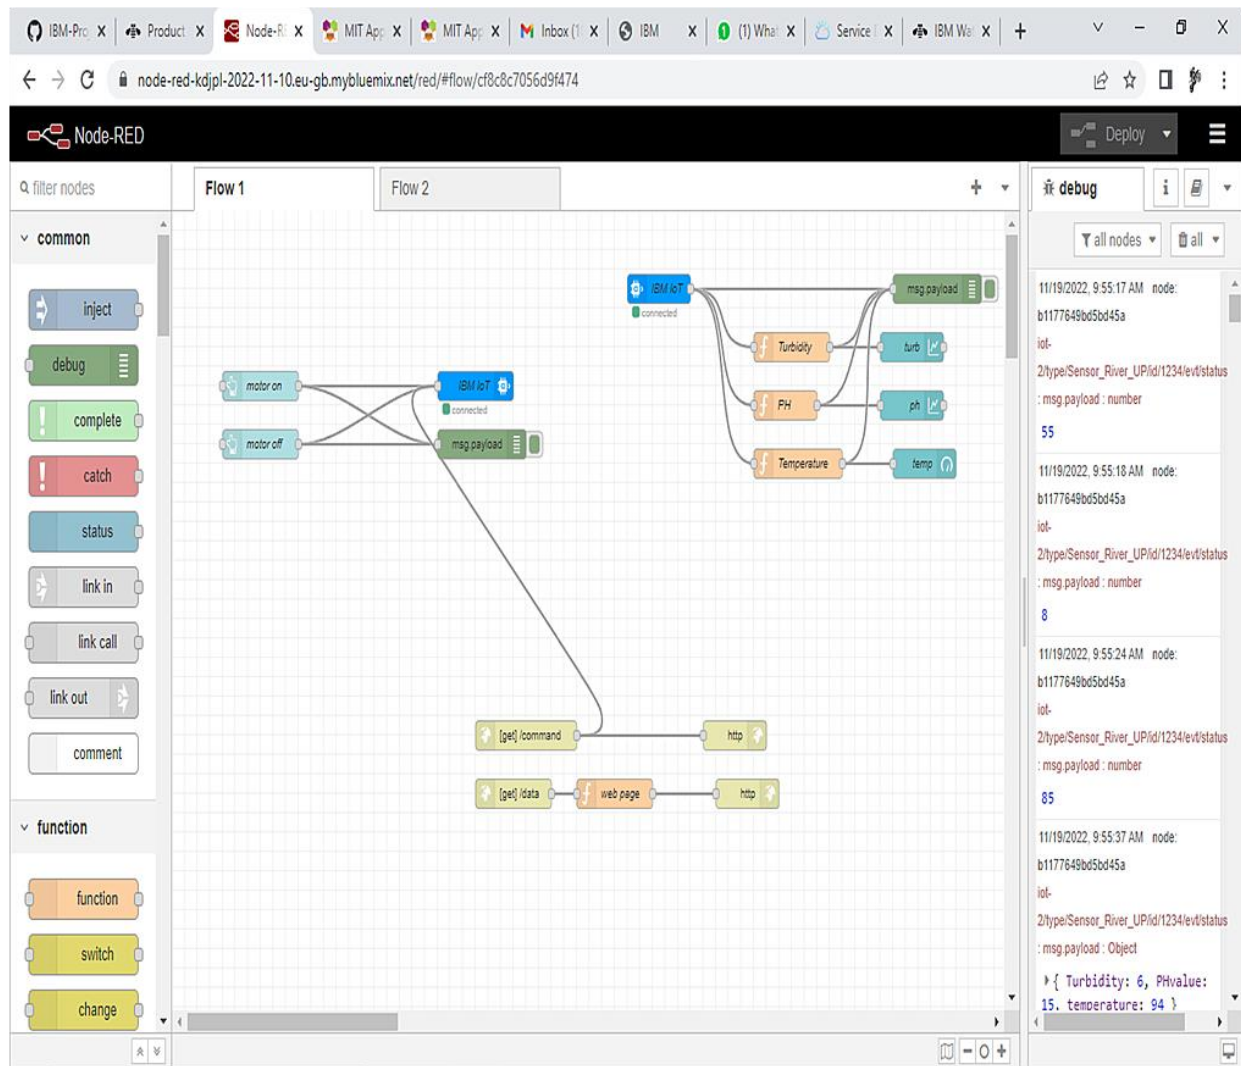 IBM-Pro
Product
Node-R
MIT App
MIT App
Inbox (1
IBM
(1) What
Service
IBM Wat
node-red-kdjpl-2022-11-10.eu-gb.mybluemix.net/red/#flow/cf8c8c7056d9f474
Node-RED
Deploy
filter nodes
common
inject
debug
complete
catch
status
link in
link call
link out
comment
function
function
switch
change
Flow 1
Flow 2
IBM IoT
connected
msg.payload
Turbidity
turb
PH
ph
Temperature
temp
motor on
IBM IoT
connected
motor off
msg.payload
[get] /command
http
[get] /data
web page
http
debug
i
all nodes
all
11/19/2022, 9:55:17 AM node:
b1177649bd5bd45a
iot-
2/type/Sensor_River_UP/id/1234/evt/status
: msg.payload : number
55
11/19/2022, 9:55:18 AM node:
b1177649bd5bd45a
iot-
2/type/Sensor_River_UP/id/1234/evt/status
: msg.payload : number
8
11/19/2022, 9:55:24 AM node:
b1177649bd5bd45a
iot-
2/type/Sensor_River_UP/id/1234/evt/status
: msg.payload : number
85
11/19/2022, 9:55:37 AM node:
b1177649bd5bd45a
iot-
2/type/Sensor_River_UP/id/1234/evt/status
: msg.payload : Object
{ Turbidity: 6, PHvalue:
15, temperature: 94 }